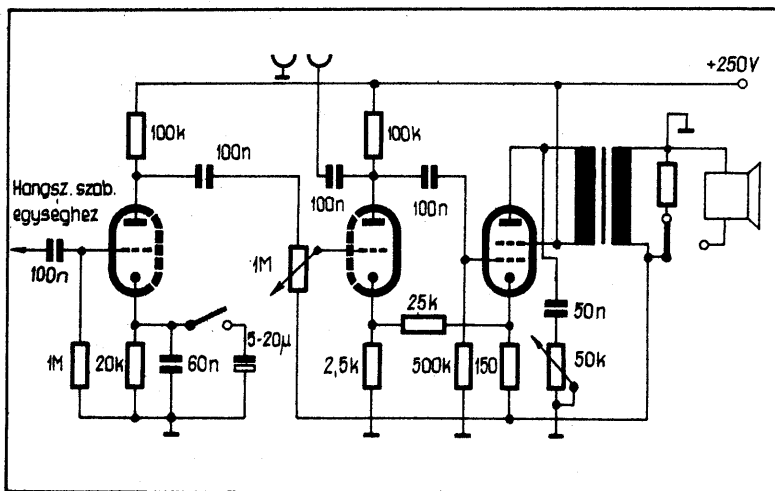 +250V
100k
100k
100n
100n
100n
Hangsz. szab.
egységhez
100n
1M
25k
50n
5-20µ
1M
20k
60n
2,5k
500k
150
50k